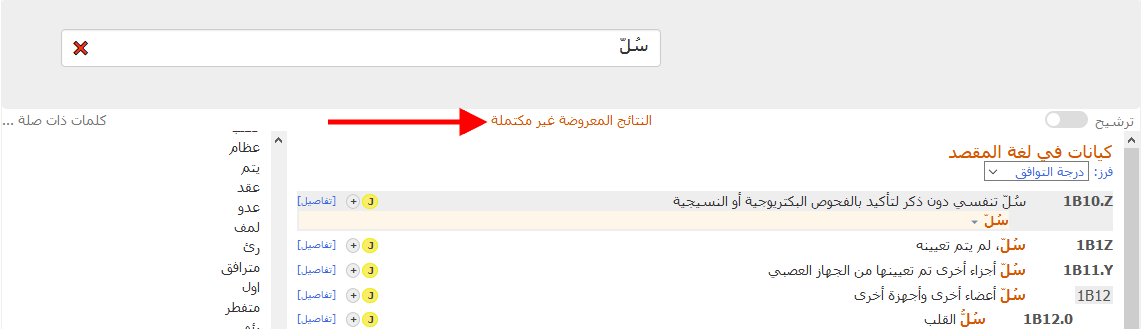 سُلّ
ترشيح
النتائج المعروضة غير مكتملة
كلمات ذات صلة ...
كيانات في لغة المقصد
فرز: درجة التوافق
1B10.Z سُلّ تنفسي دون ذكر لتأكيد بالفحوص البكتريوجية أو النسيجية J + [تفاصيل]
سُلّ
1B1Z سُلّ، لم يتم تعيينه J + [تفاصيل]
1B11.Y سُلّ أجزاء أخرى تم تعيينها من الجهاز العصبي J + [تفاصيل]
1B12 سُلّ أعضاء أخرى وأجهزة أخرى J + [تفاصيل]
1B12.0 سُلُّ القلب J + [تفاصيل]
عظام
يتم
عقد
عدو
لمف
رئ
مترافق
اول
متفطر